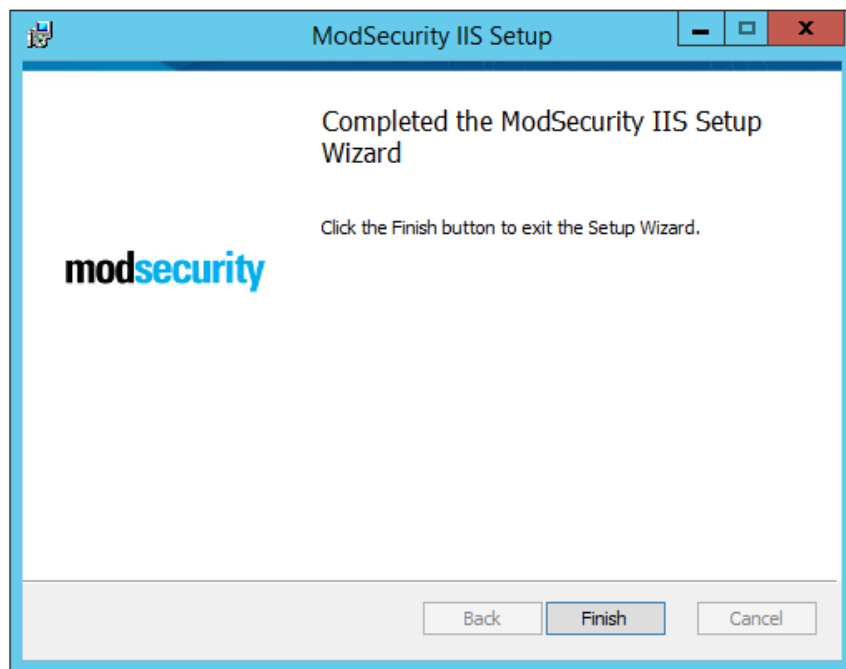 ModSecurity IIS Setup
Completed the ModSecurity IIS Setup
Wizard
Click the Finish button to exit the Setup Wizard.
modsecurity
Back
Finish
Cancel